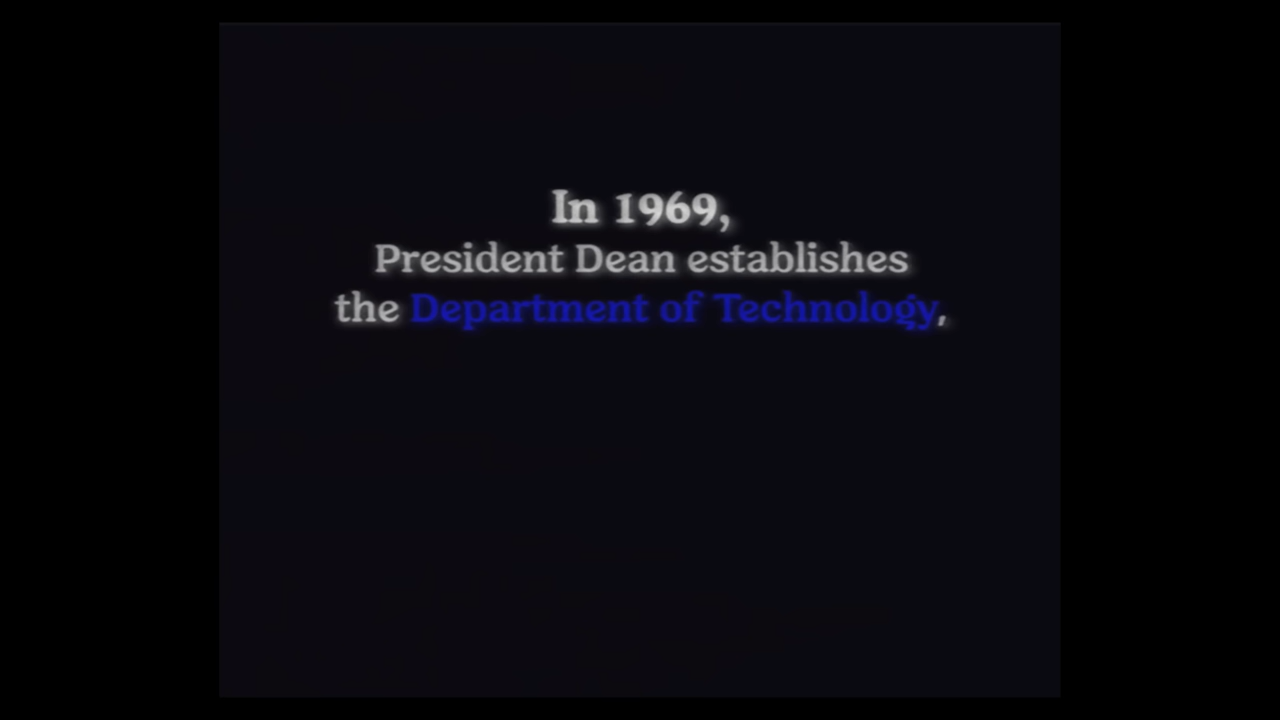 In 1969,
President Dean establishes
the Department of Technology,